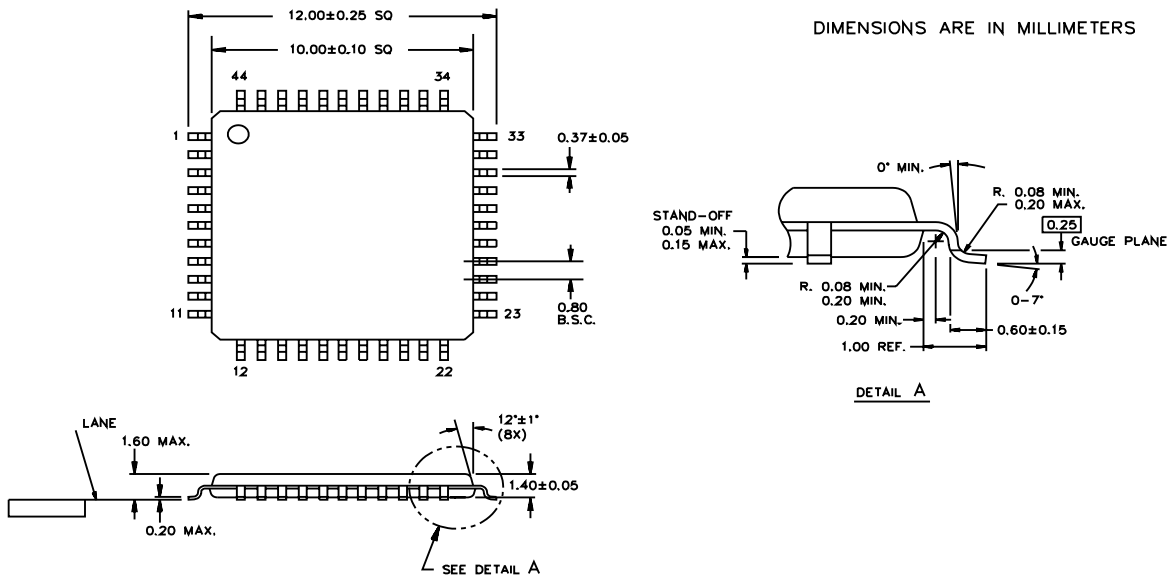 12.00±0.25 SQ
DIMENSIONS ARE IN MILLIMETERS
10.00±0.10 SQ
44
34
1
33
0.37±0.05
11
23
0.80
B.S.C.
12
22
0° MIN.
R. 0.08 MIN.
0.20 MAX.
STAND-OFF
0.05 MIN.
0.15 MAX.
0.25
GAUGE PLANE
R. 0.08 MIN.
0.20 MIN.
0-7°
0.20 MIN.
0.60±0.15
1.00 REF.
DETAIL A
LANE
1.60 MAX.
12°±1°
(8X)
1.40±0.05
0.20 MAX.
SEE DETAIL A